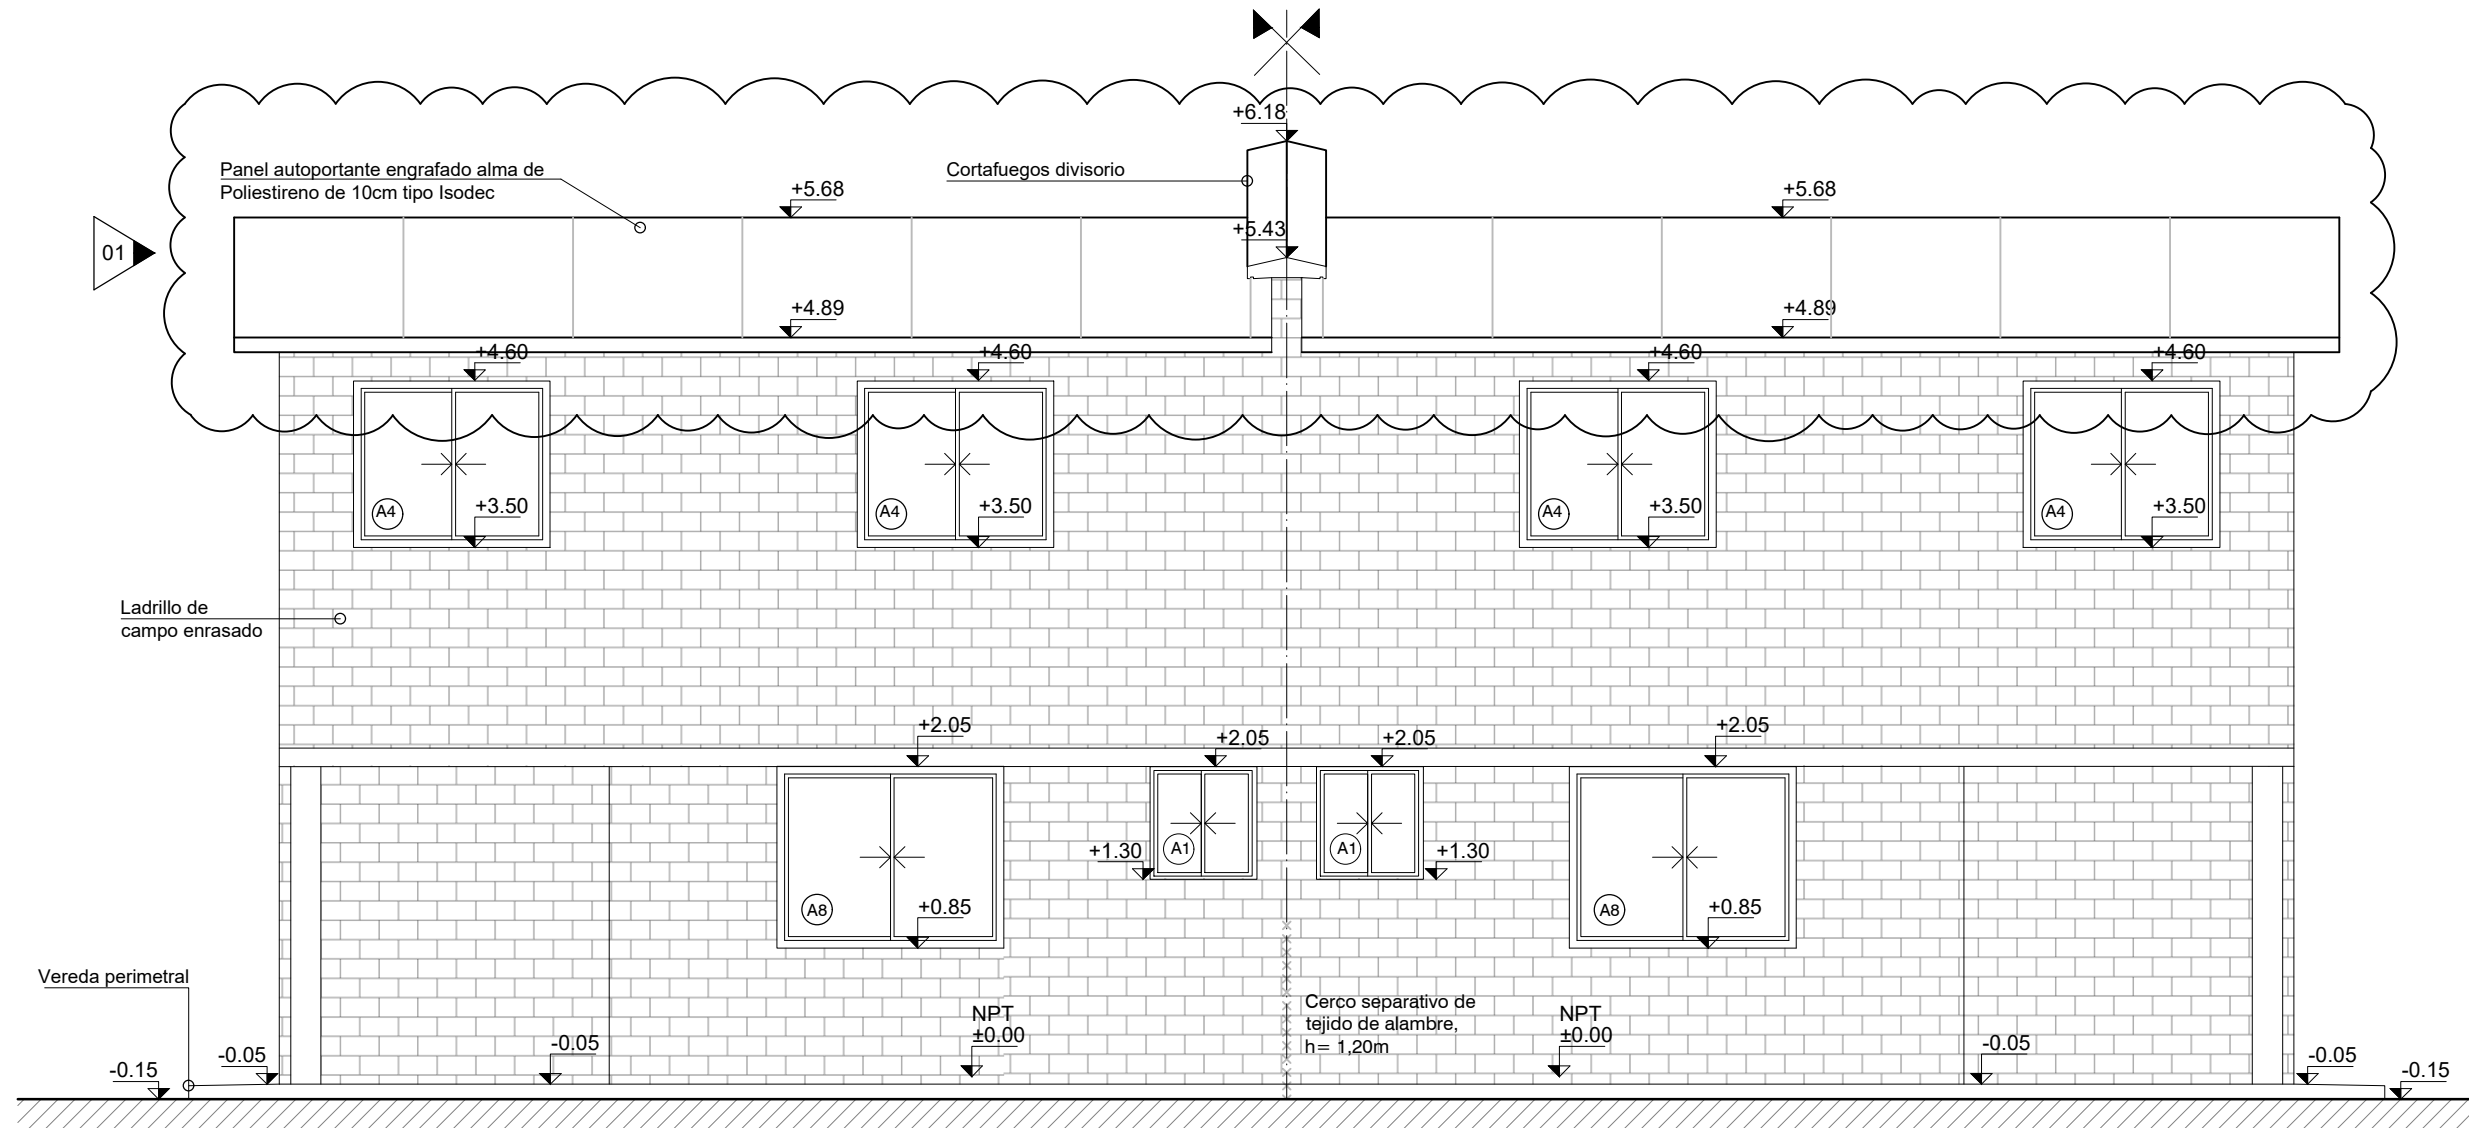 +6.18
Panel autoportante engrafado alma de
Poliestireno de 10cm tipo Isodec
Cortafuegos divisorio
+5.68
+5.68
+5.43
01
+4.89
+4.89
+4.60
+4.60
+4.60
+4.60
A4
+3.50
A4
+3.50
A4
+3.50
A4
+3.50
Ladrillo de
campo enrasado
+2.05
+2.05
+2.05
+2.05
+1.30
A1
A1
+1.30
A8
+0.85
A8
+0.85
Vereda perimetral
Cerco separativo de
tejido de alambre,
h= 1,20m
NPT
±0.00
NPT
±0.00
-0.15
-0.05
-0.05
-0.05
-0.05
-0.15